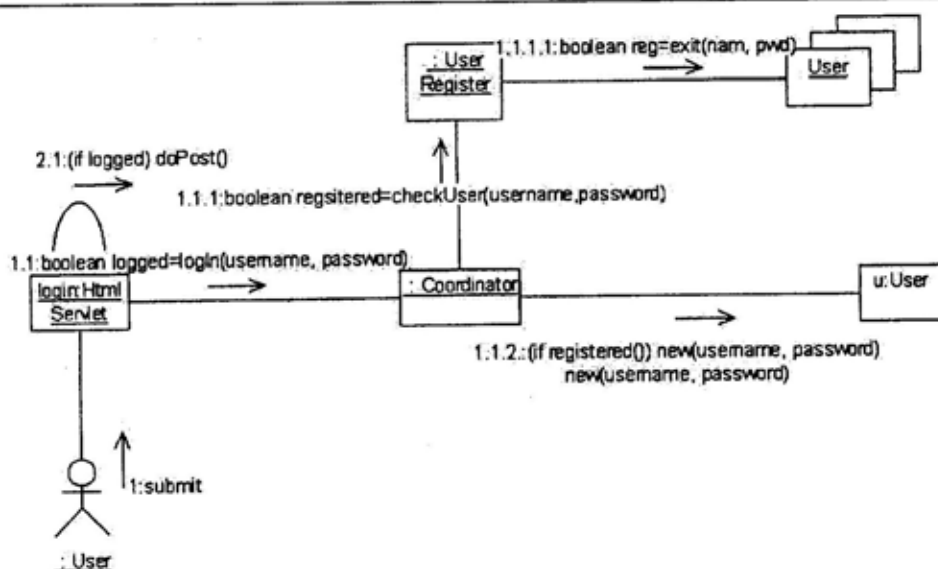 1.1.1.1:boolean reg=exit(nam, pwd)
: User
Register
User
2.1:(if logged) doPost()
1.1.1:boolean regsitered=checkUser(username,password)
1.1:boolean logged=logIn(username, password)
login:Html
Servlet
: Coordinator
u:User
1.1.2.:(if registered()) new(username, password)
new(username, password)
1:submit
: User